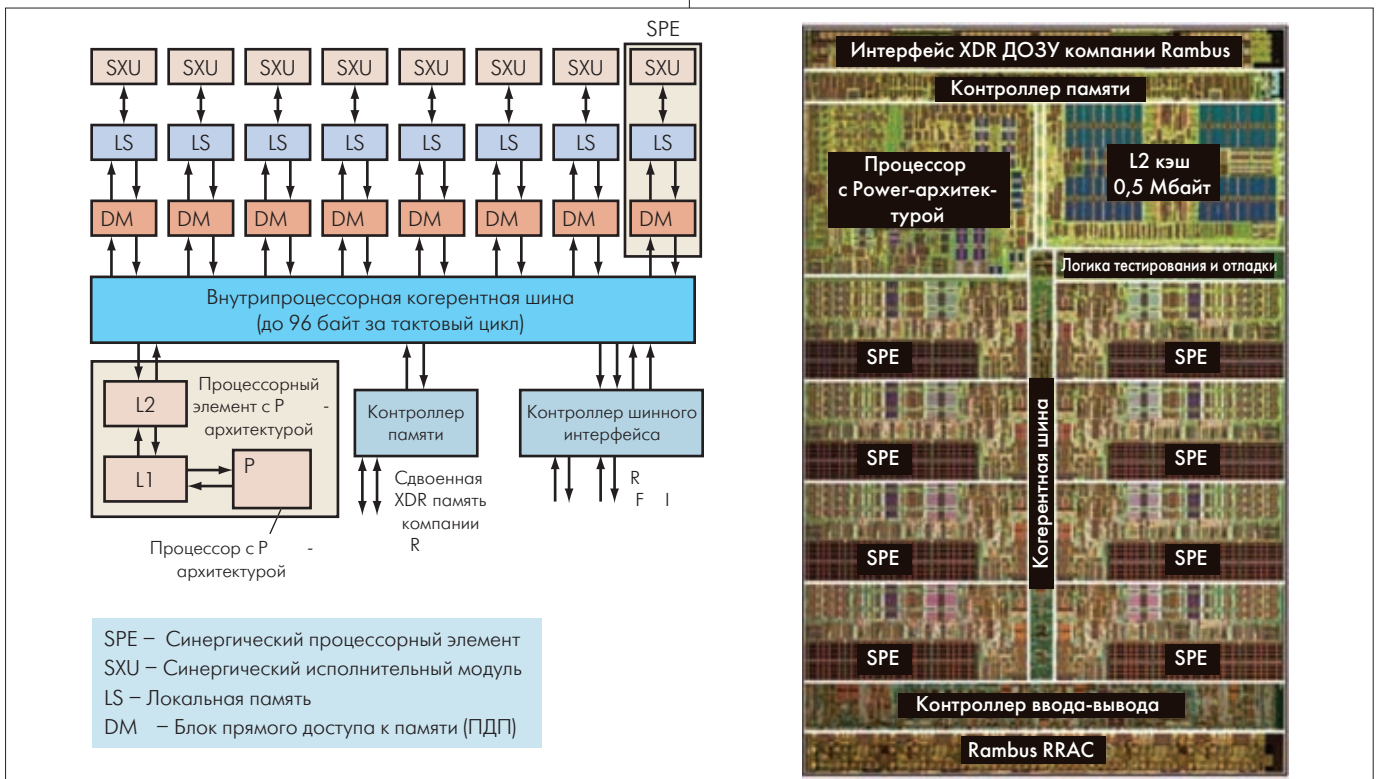 SPE
SXU SXU SXU SXU SXU SXU SXU SXU
LS LS LS LS LS LS LS LS
DM DM DM DM DM DM DM DM
Внутрипроцессорная когерентная шина
(до 96 байт за тактовый цикл)
L2
L1
Процессорный
элемент с P -
архитектурой
P
Процессор с P -
архитектурой
Контроллер
памяти
Сдвоенная
XDR память
компании
R
Контроллер шинного
интерфейса
R
F I
SPE – Синергический процессорный элемент
SXU – Синергический исполнительный модуль
LS – Локальная память
DM – Блок прямого доступа к памяти (ПДП)
Интерфейс XDR ДОЗУ компании Rambus
Контроллер памяти
Процессор
с Power-архитек-
турой
L2 кэш
0,5 Мбайт
Логика тестирования и отладки
Когерентная шина
SPE SPE
SPE SPE
SPE SPE
SPE SPE
Контроллер ввода-вывода
Rambus RRAC